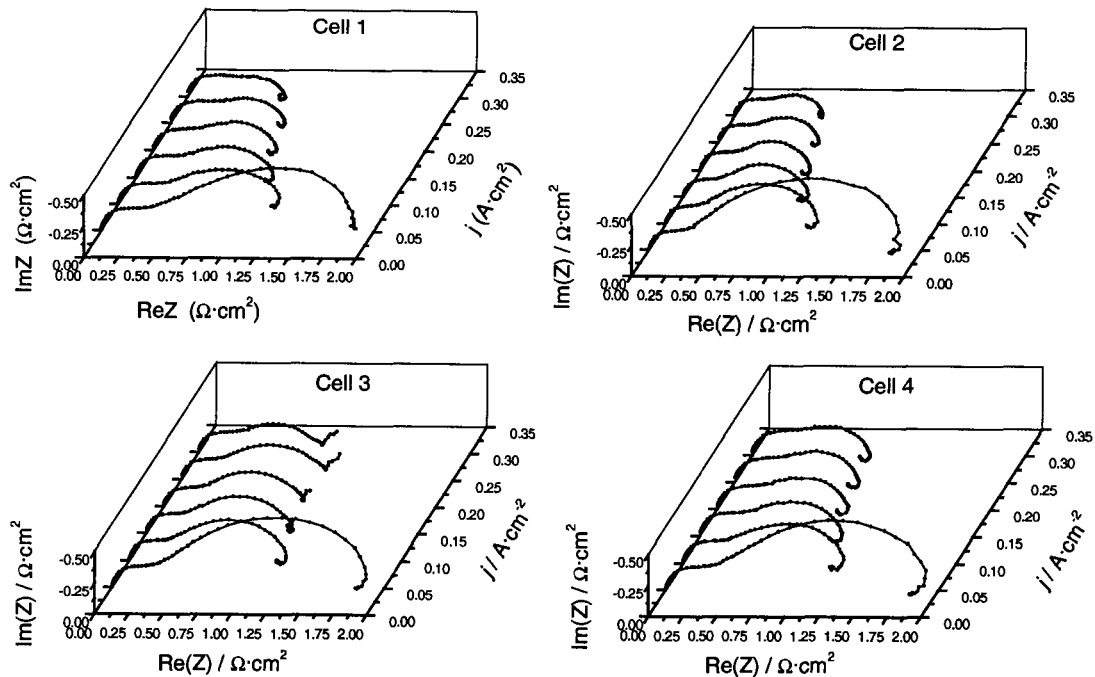 Cell 1
0.35
0.30
0.25
0.20
0.15
0.10
0.05
0.00
j (A·cm²)
-0.50
-0.25
0.00
ImZ (Ω·cm²)
0.00 0.25 0.50 0.75 1.00 1.25 1.50 1.75 2.00
ReZ (Ω·cm²)
Cell 2
0.35
0.30
0.25
0.20
0.15
0.10
0.05
0.00
j / A·cm⁻²
-0.50
-0.25
0.00
Im(Z) / Ω·cm²
0.00 0.25 0.50 0.75 1.00 1.25 1.50 1.75 2.00
Re(Z) / Ω·cm²
Cell 3
0.35
0.30
0.25
0.20
0.15
0.10
0.05
0.00
j / A·cm⁻²
-0.50
-0.25
0.00
Im(Z) / Ω·cm²
0.00 0.25 0.50 0.75 1.00 1.25 1.50 1.75 2.00
Re(Z) / Ω·cm²
Cell 4
0.35
0.30
0.25
0.20
0.15
0.10
0.05
0.00
j / A·cm⁻²
-0.50
-0.25
0.00
Im(Z) / Ω·cm²
0.00 0.25 0.50 0.75 1.00 1.25 1.50 1.75 2.00
Re(Z) / Ω·cm²